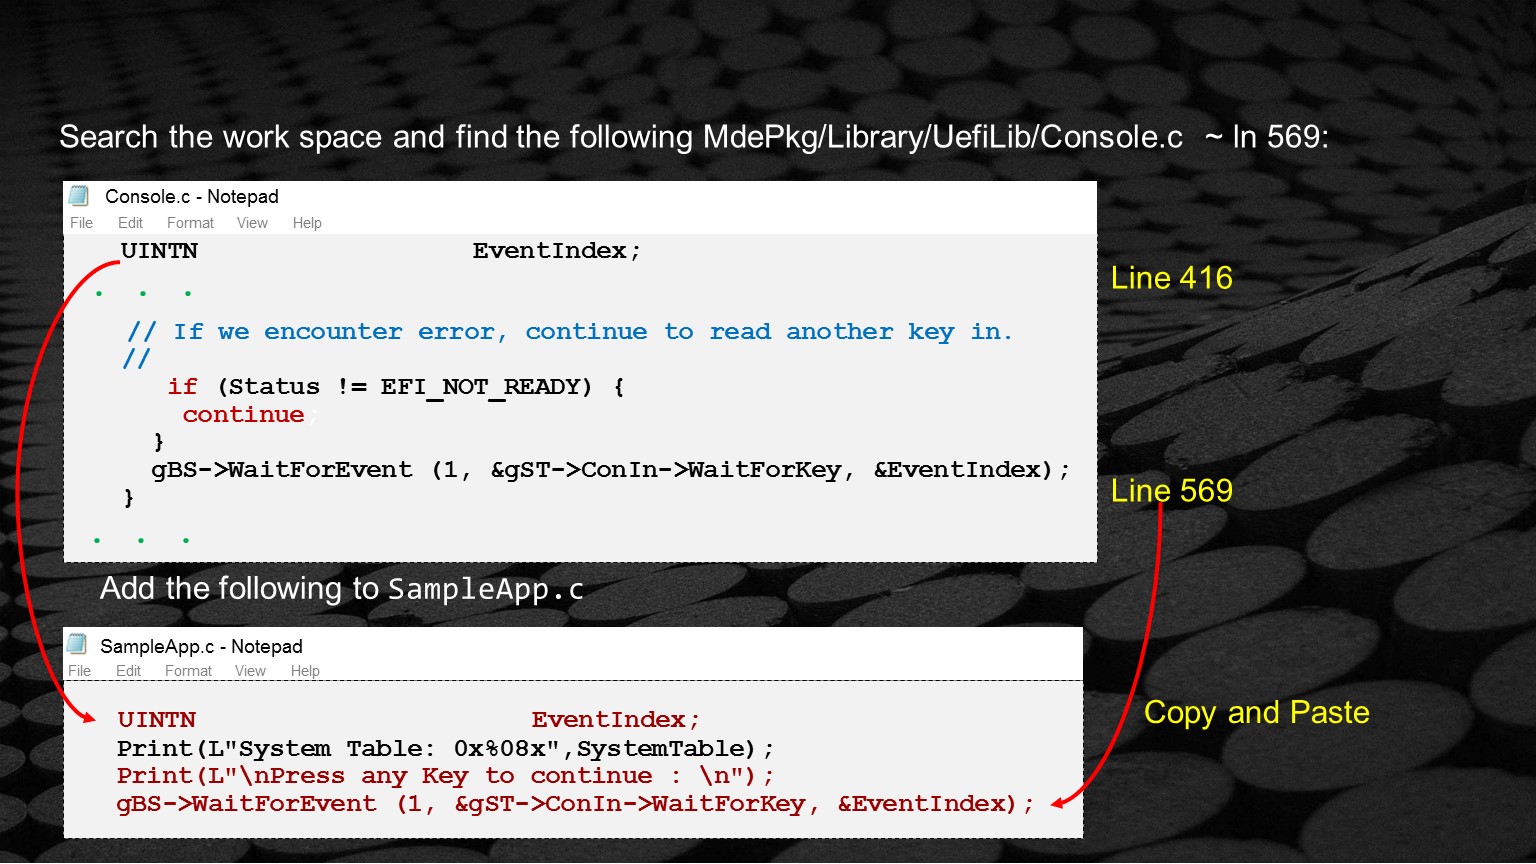 Search the work space and find the following MdePkg/Library/UefiLib/Console.c ~ ln 569:
Console.c - Notepad
File Edit Format View Help
UINTN EventIndex;
. . .
// If we encounter error, continue to read another key in.
//
if (Status != EFI_NOT_READY) {
continue;
}
gBS->WaitForEvent (1, &gST->ConIn->WaitForKey, &EventIndex);
}
. . .
Line 416
Line 569
Add the following to SampleApp.c
SampleApp.c - Notepad
File Edit Format View Help
UINTN EventIndex;
Print(L"System Table: 0x%08x",SystemTable);
Print(L"\nPress any Key to continue : \n");
gBS->WaitForEvent (1, &gST->ConIn->WaitForKey, &EventIndex);
Copy and Paste